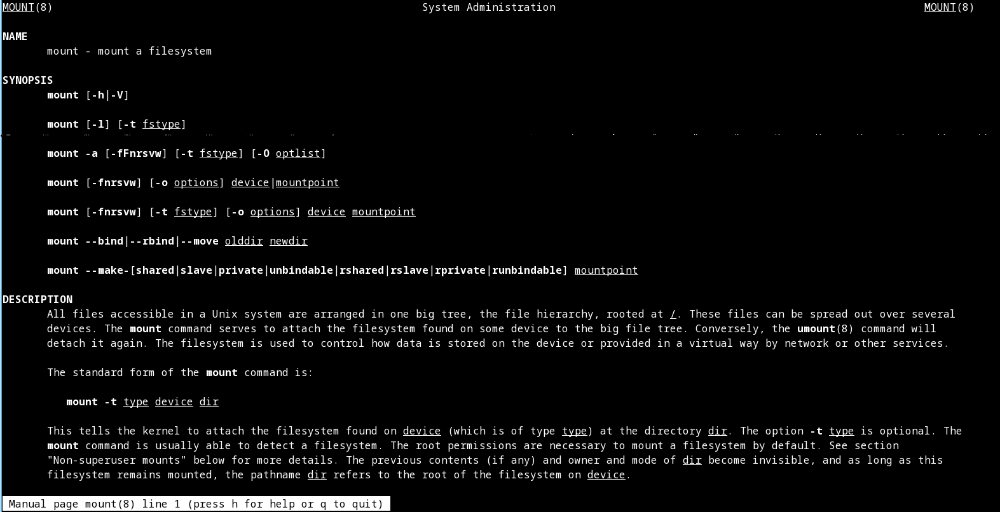 MOUNT(8) System Administration MOUNT(8)
NAME
mount - mount a filesystem
SYNOPSIS
mount [-h|-V]
mount [-l] [-t fstype]
mount -a [-fFnrsvw] [-t fstype] [-O optlist]
mount [-fnrsvw] [-o options] device|mountpoint
mount [-fnrsvw] [-t fstype] [-o options] device mountpoint
mount --bind|--rbind|--move olddir newdir
mount --make-[shared|slave|private|unbindable|rshared|rslave|rprivate|runbindable] mountpoint
DESCRIPTION
All files accessible in a Unix system are arranged in one big tree, the file hierarchy, rooted at /. These files can be spread out over several
devices. The mount command serves to attach the filesystem found on some device to the big file tree. Conversely, the umount(8) command will
detach it again. The filesystem is used to control how data is stored on the device or provided in a virtual way by network or other services.
The standard form of the mount command is:
mount -t type device dir
This tells the kernel to attach the filesystem found on device (which is of type type) at the directory dir. The option -t type is optional. The
mount command is usually able to detect a filesystem. The root permissions are necessary to mount a filesystem by default. See section
"Non-superuser mounts" below for more details. The previous contents (if any) and owner and mode of dir become invisible, and as long as this
filesystem remains mounted, the pathname dir refers to the root of the filesystem on device.
Manual page mount(8) line 1 (press h for help or q to quit)